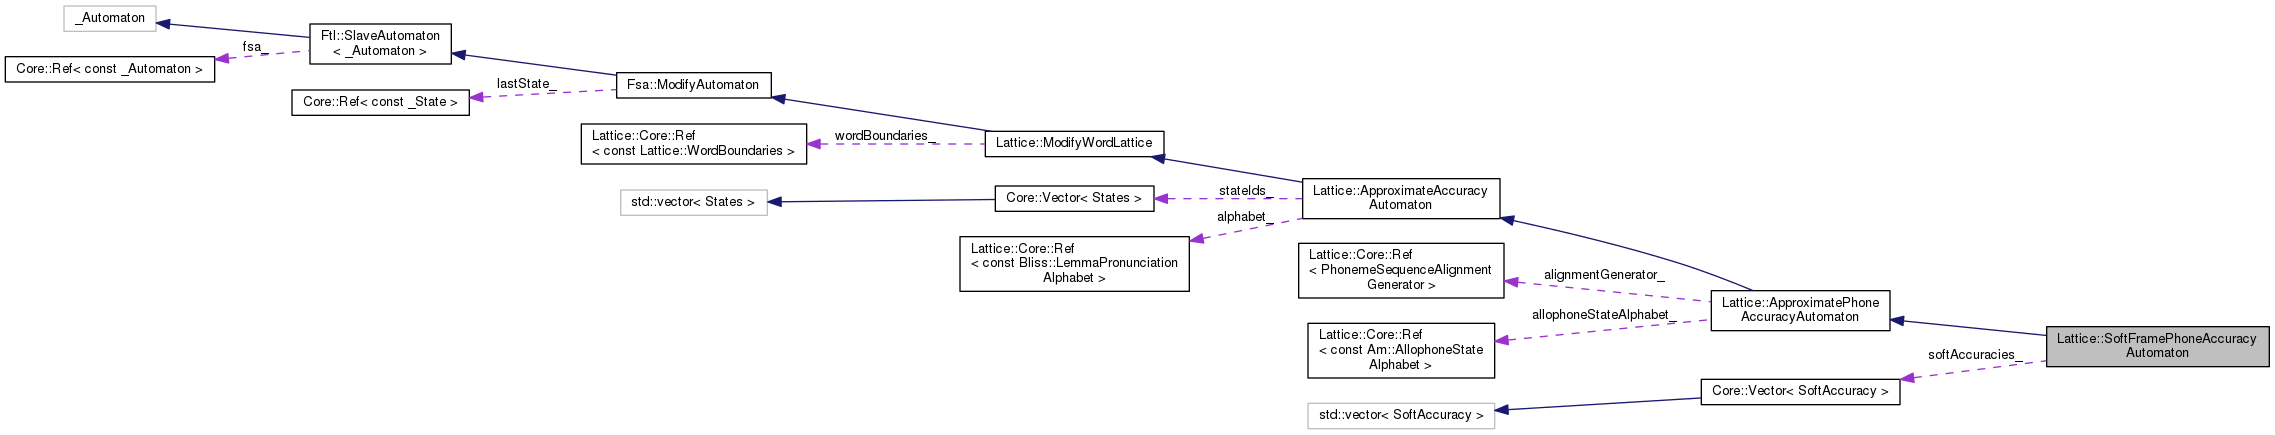 _Automaton
Ftl::SlaveAutomaton
< _Automaton >
fsa_
Core::Ref< const _Automaton >
Fsa::ModifyAutomaton
lastState_
Core::Ref< const _State >
Lattice::Core::Ref
< const Lattice::WordBoundaries >
wordBoundaries_
Lattice::ModifyWordLattice
std::vector< States >
Core::Vector< States >
stateIds_
Lattice::ApproximateAccuracy
Automaton
alphabet_
Lattice::Core::Ref
< const Bliss::LemmaPronunciation
Alphabet >
Lattice::Core::Ref
< PhonemeSequenceAlignment
Generator >
alignmentGenerator_
Lattice::ApproximatePhone
AccuracyAutomaton
allophoneStateAlphabet_
Lattice::Core::Ref
< const Am::AllophoneState
Alphabet >
Lattice::SoftFramePhoneAccuracy
Automaton
softAccuracies_
Core::Vector< SoftAccuracy >
std::vector< SoftAccuracy >